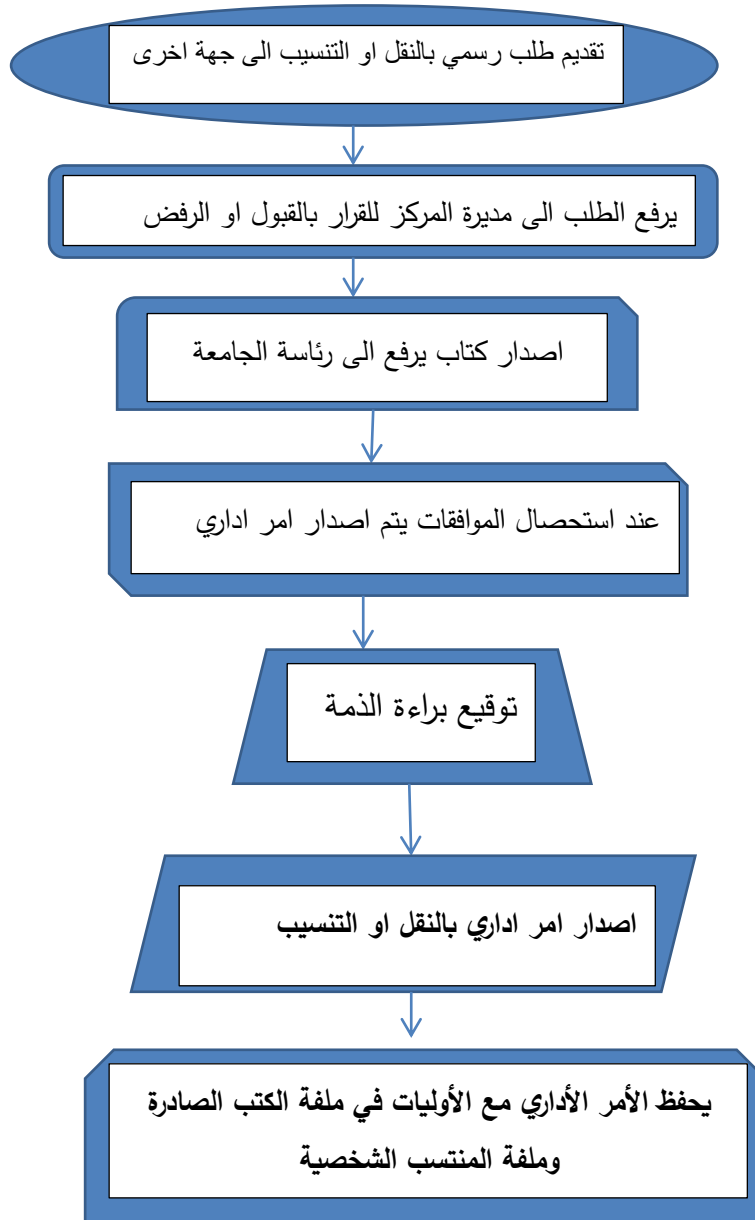 تقديم طلب رسمي بالنقل او التنسيب الى جهة اخرى
يرفع الطلب الى مديرة المركز للقرار بالقبول او الرفض
اصدار كتاب يرفع الى رئاسة الجامعة
عند استحصال الموافقات يتم اصدار امر اداري
توقيع براءة الذمة
اصدار امر اداري بالنقل او التنسيب
يحفظ الأمر الأداري مع الأوليات في ملفة الكتب الصادرة
وملفة المنتسب الشخصية